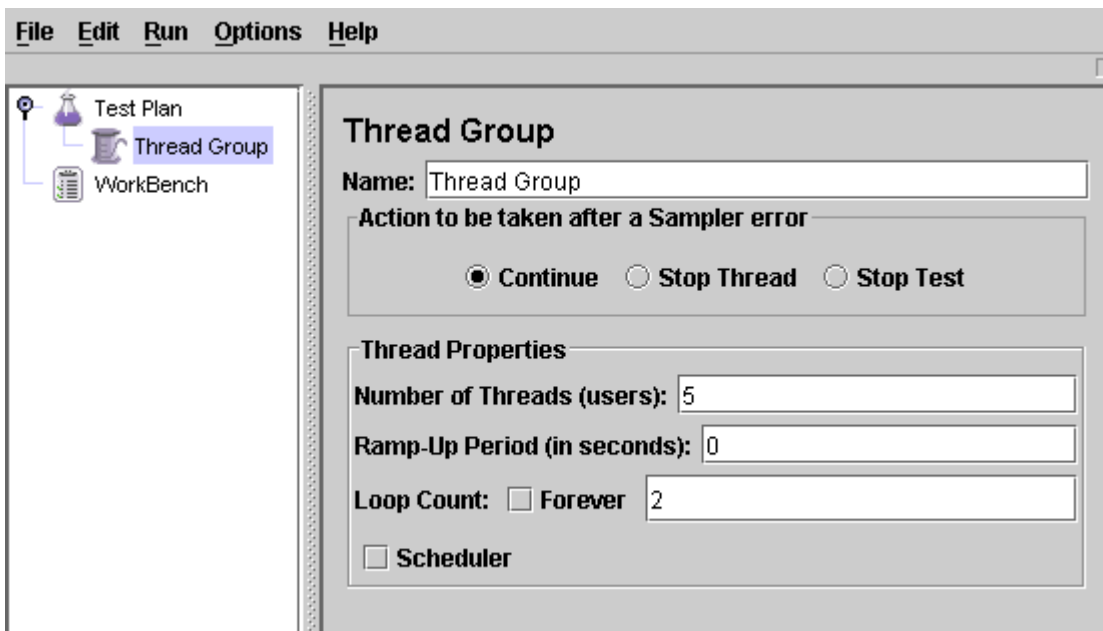 File Edit Run Options Help
Test Plan
Thread Group
WorkBench
Thread Group
Name: Thread Group
Action to be taken after a Sampler error
Continue Stop Thread Stop Test
Thread Properties
Number of Threads (users): 5
Ramp-Up Period (in seconds): 0
Loop Count: Forever 2
Scheduler